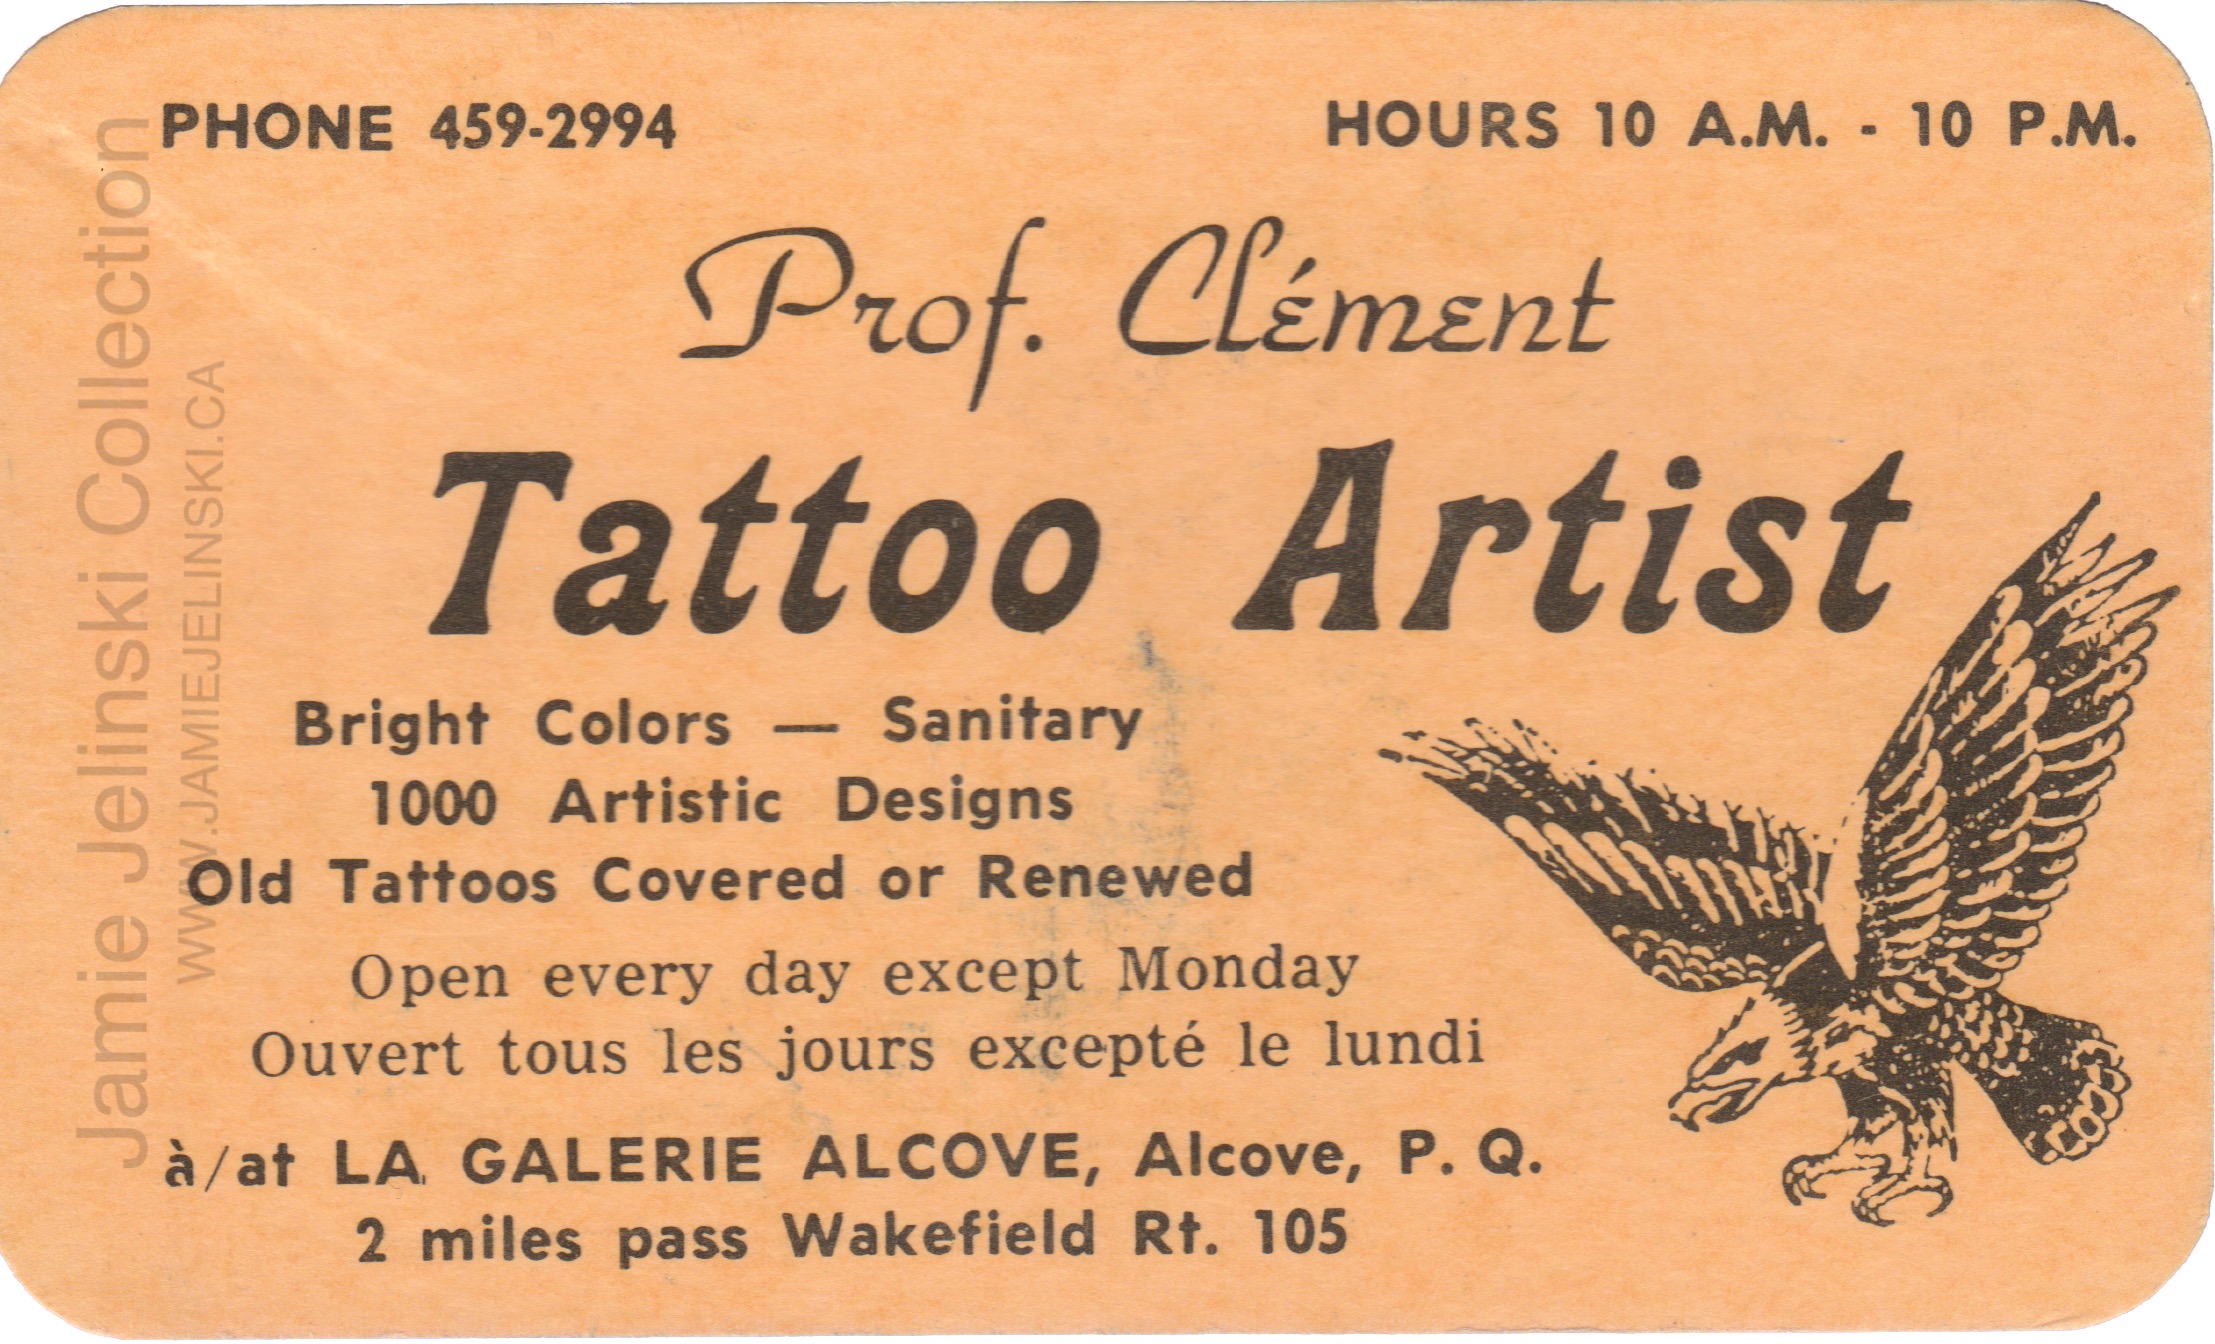 PHONE 459-2994
HOURS 10 A.M. - 10 P.M.
Prof. Clément
Tattoo Artist
Bright Colors — Sanitary
1000 Artistic Designs
Old Tattoos Covered or Renewed
Open every day except Monday
Ouvert tous les jours excepté le lundi
à/at LA GALERIE ALCOVE, Alcove, P. Q.
2 miles pass Wakefield Rt. 105
Jamie Jelinski Collection
WWW.JAMIEJELINSKI.CA